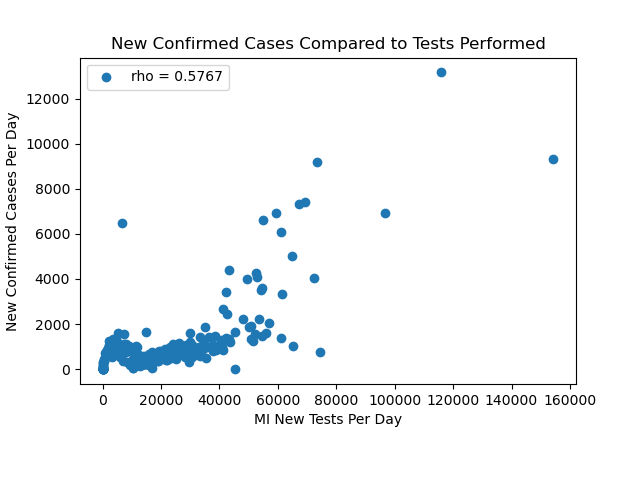 New Confirmed Cases Compared to Tests Performed
rho = 0.5767
New Confirmed Caeses Per Day
12000
10000
8000
6000
4000
2000
0
0 20000 40000 60000 80000 100000 120000 140000 160000
MI New Tests Per Day